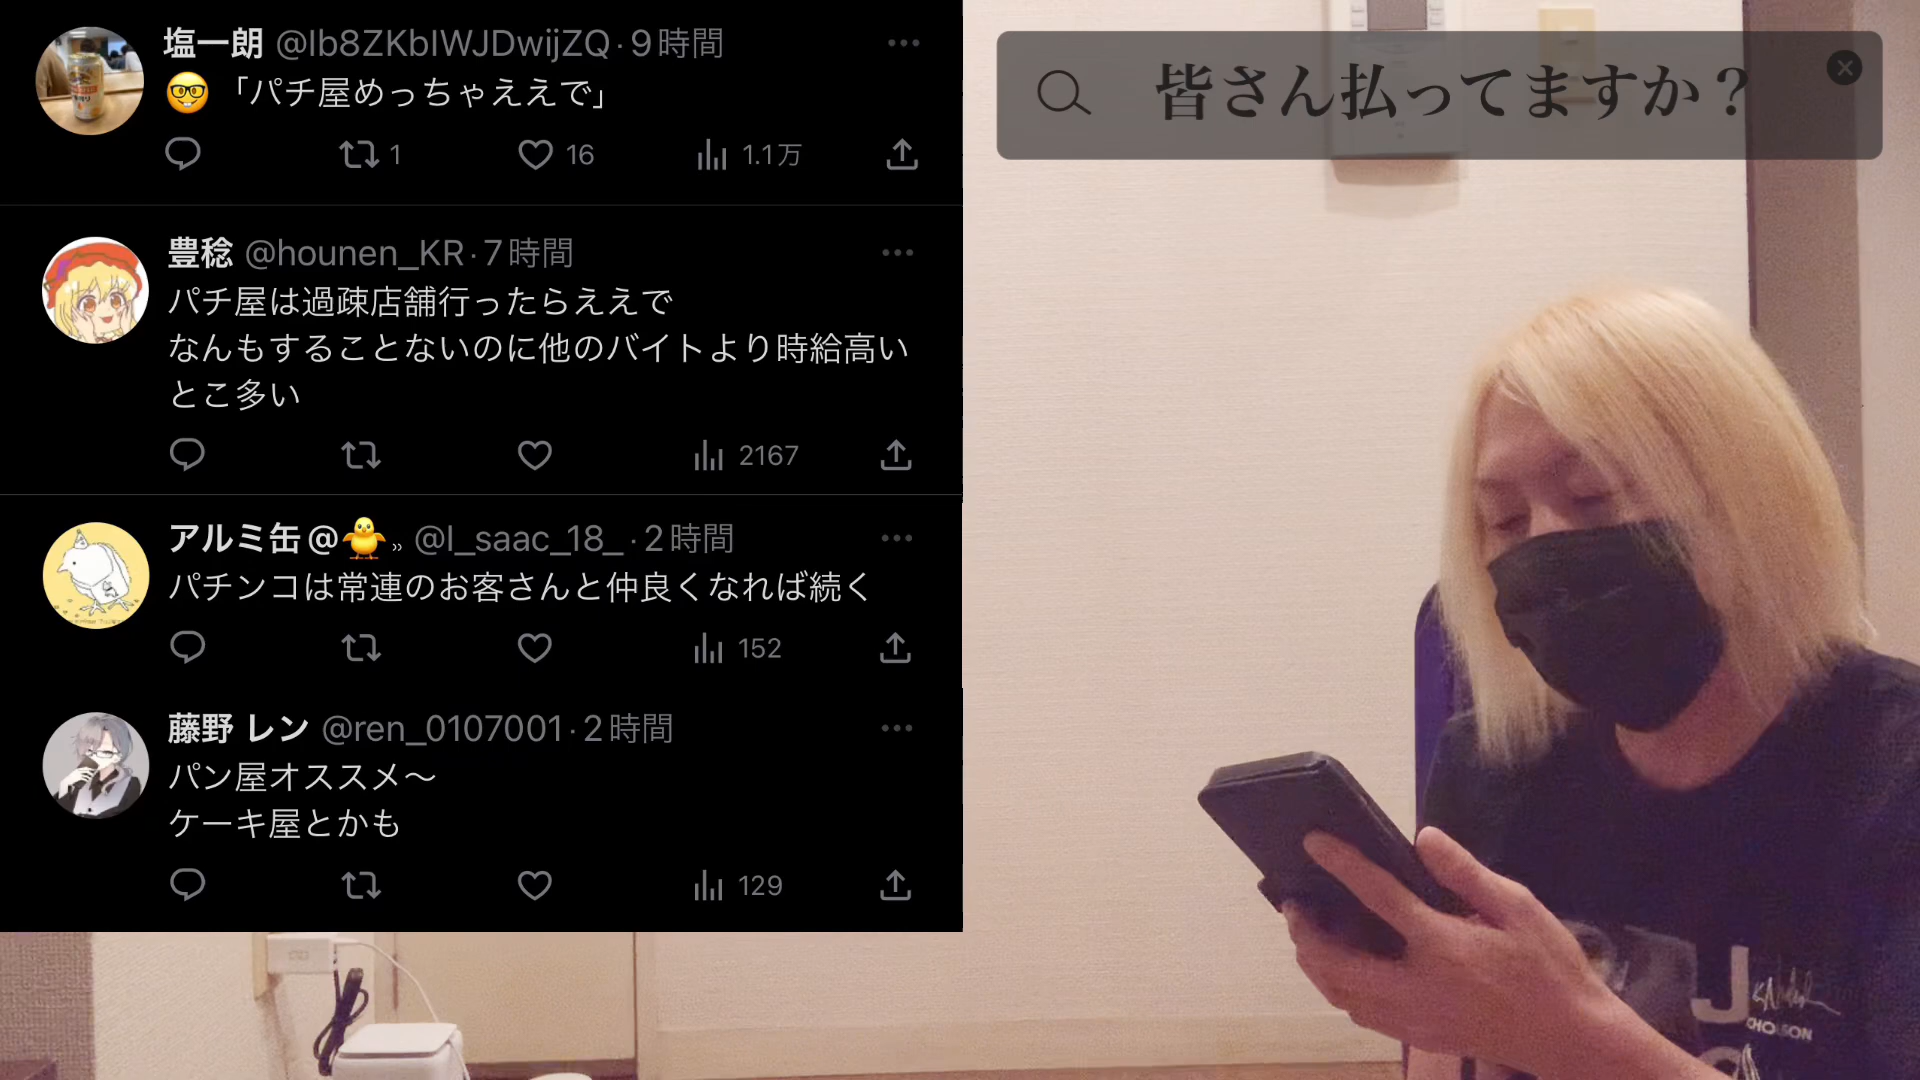 塩一朗 @Ib8ZKbIWJDwijZQ · 9時間
🤓「パチ屋めっちゃええで」
1 16 1.1万
豊稔 @hounen_KR · 7時間
パチ屋は過疎店舗行ったらええで
なんもすることないのに他のバイトより時給高い
とこ多い
2167
アルミ缶@🐥» @I_saac_18_ · 2時間
パチンコは常連のお客さんと仲良くなれば続く
152
藤野 レン @ren_0107001 · 2時間
パン屋オススメ〜
ケーキ屋とかも
129
皆さん払ってますか？